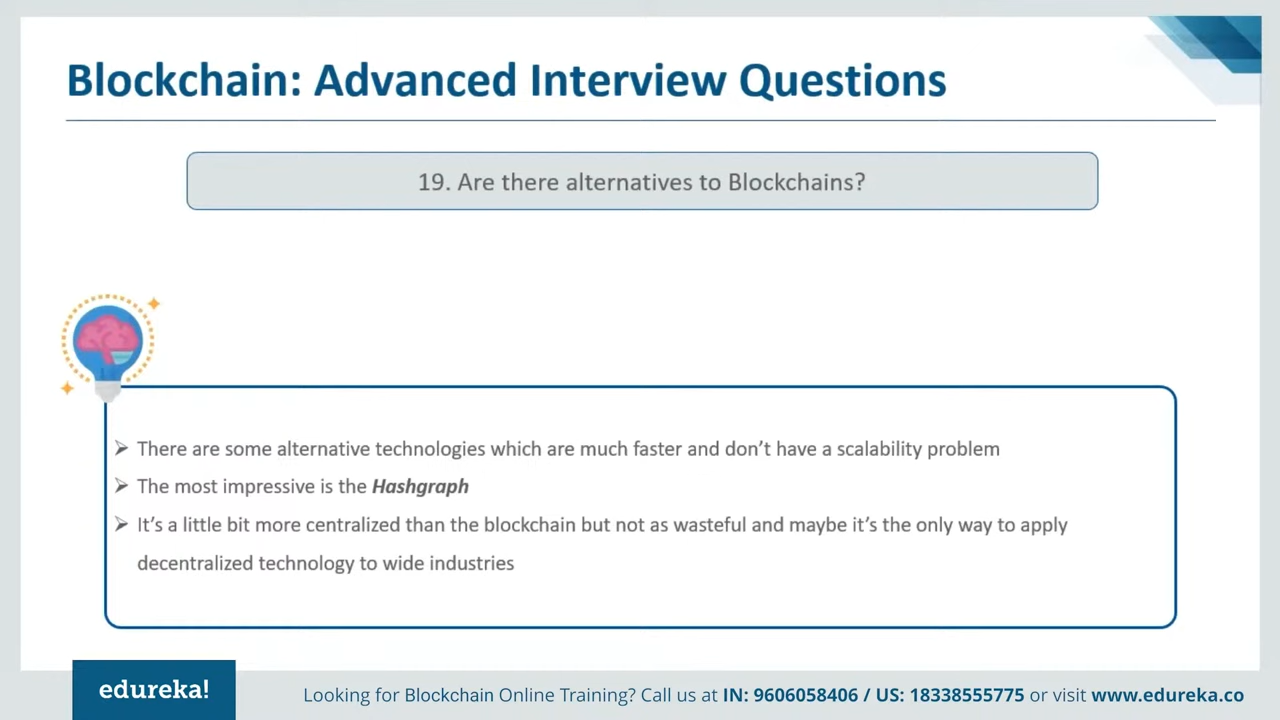 Blockchain: Advanced Interview Questions
19. Are there alternatives to Blockchains?
➢ There are some alternative technologies which are much faster and don’t have a scalability problem
➢ The most impressive is the Hashgraph
➢ It’s a little bit more centralized than the blockchain but not as wasteful and maybe it’s the only way to apply
decentralized technology to wide industries
edureka!
Looking for Blockchain Online Training? Call us at IN: 9606058406 / US: 18338555775 or visit www.edureka.co